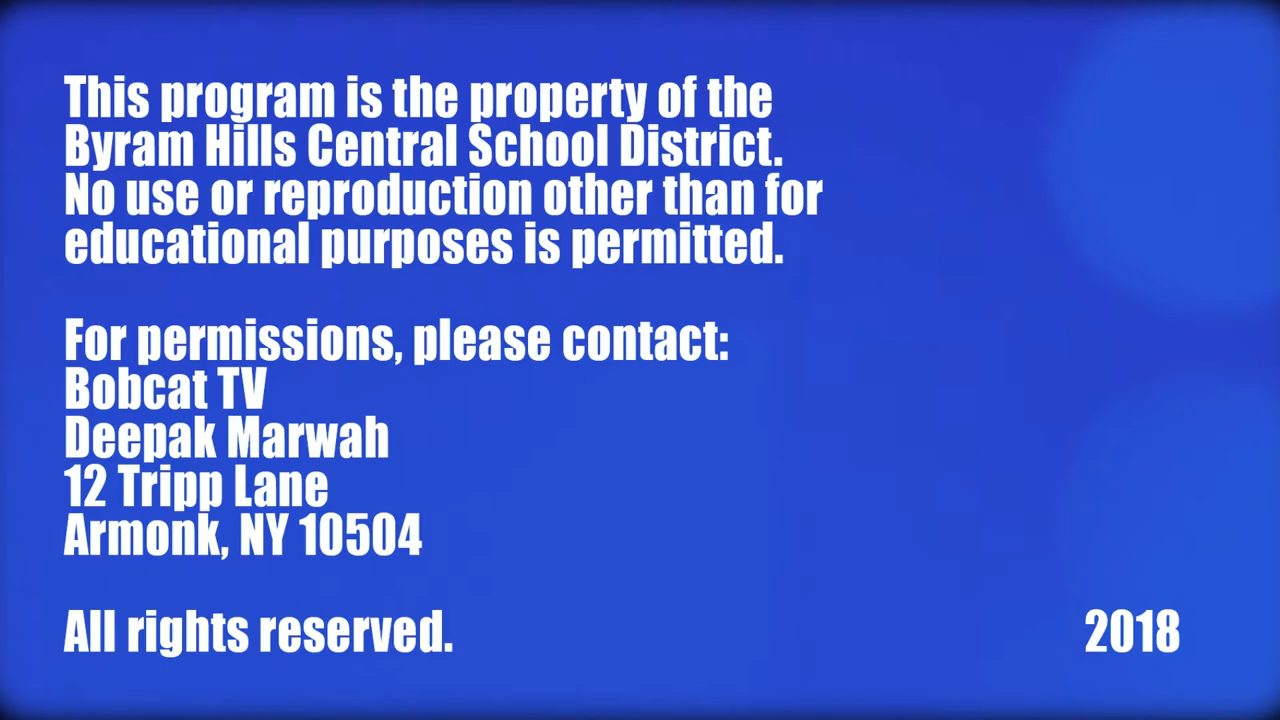 This program is the property of the
Byram Hills Central School District.
No use or reproduction other than for
educational purposes is permitted.
For permissions, please contact:
Bobcat TV
Deepak Marwah
12 Tripp Lane
Armonk, NY 10504
All rights reserved.
2018